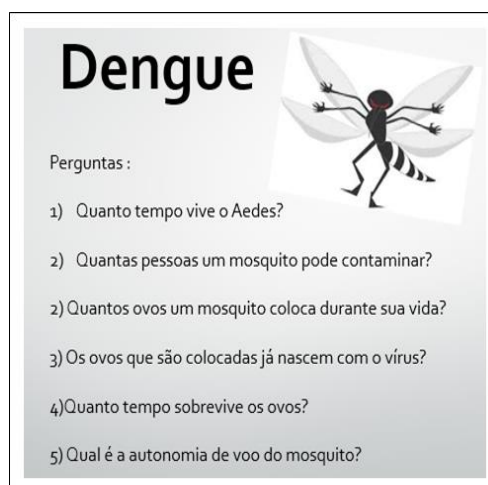 Dengue
Perguntas :
1) Quanto tempo vive o Aedes?
2) Quantas pessoas um mosquito pode contaminar?
2) Quantos ovos um mosquito coloca durante sua vida?
3) Os ovos que são colocadas já nascem com o vírus?
4)Quanto tempo sobrevive os ovos?
5) Qual é a autonomia de voo do mosquito?